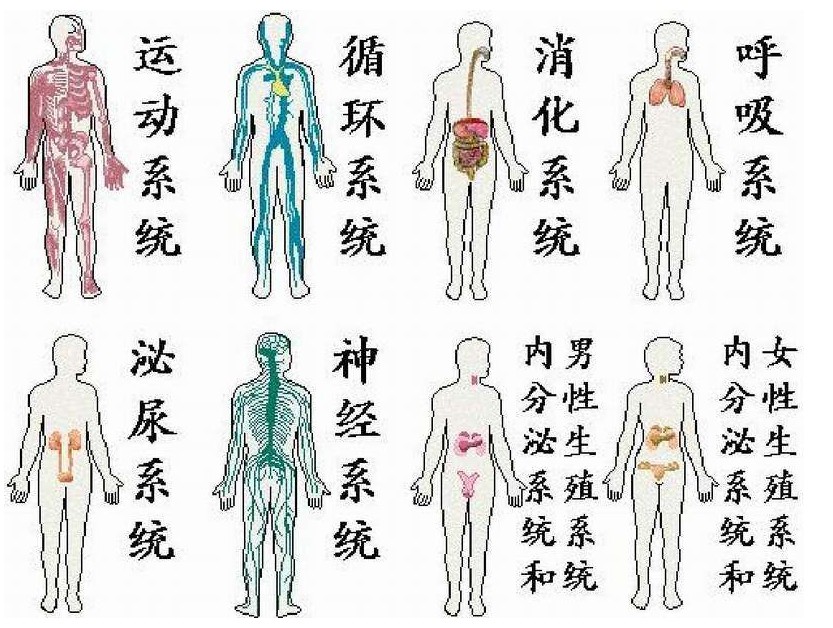 运动系统
循环系统
消化系统
呼吸系统
泌尿系统
神经系统
内分泌系统和
男性生殖系统
内分泌系统和
女性生殖系统